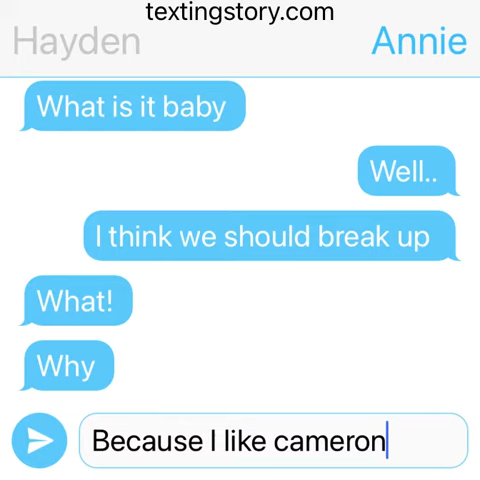 textingstory.com
Hayden Annie
What is it baby
Well..
I think we should break up
What!
Why
Because I like cameron